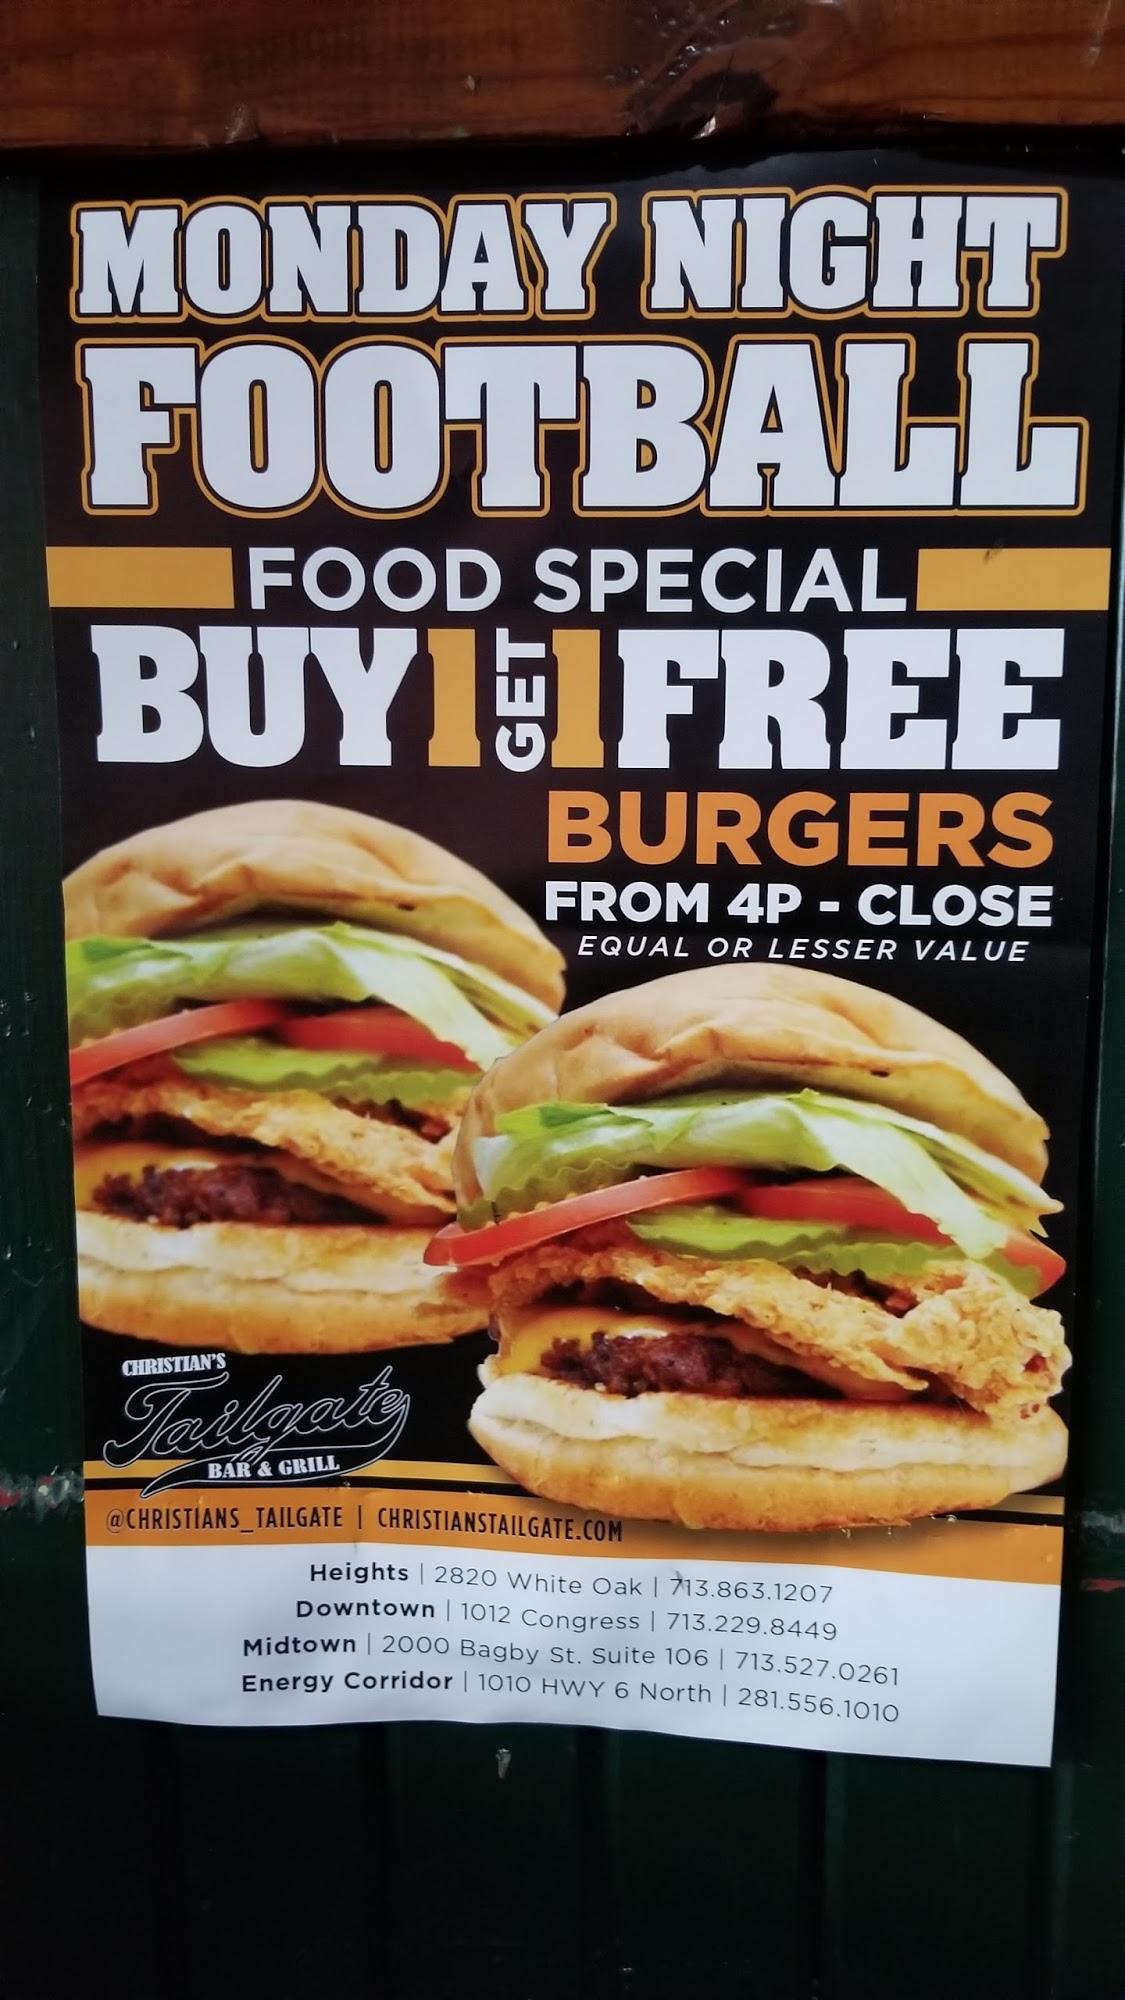 MONDAY NIGHT
FOOTBALL
FOOD SPECIAL
BUY 1 GET 1 FREE
BURGERS
FROM 4P - CLOSE
EQUAL OR LESSER VALUE
CHRISTIAN'S
Tailgate
BAR & GRILL
@CHRISTIANS_TAILGATE | CHRISTIANSTAILGATE.COM
Heights | 2820 White Oak | 713.863.1207
Downtown | 1012 Congress | 713.229.8449
Midtown | 2000 Bagby St. Suite 106 | 713.527.0261
Energy Corridor | 1010 HWY 6 North | 281.556.1010